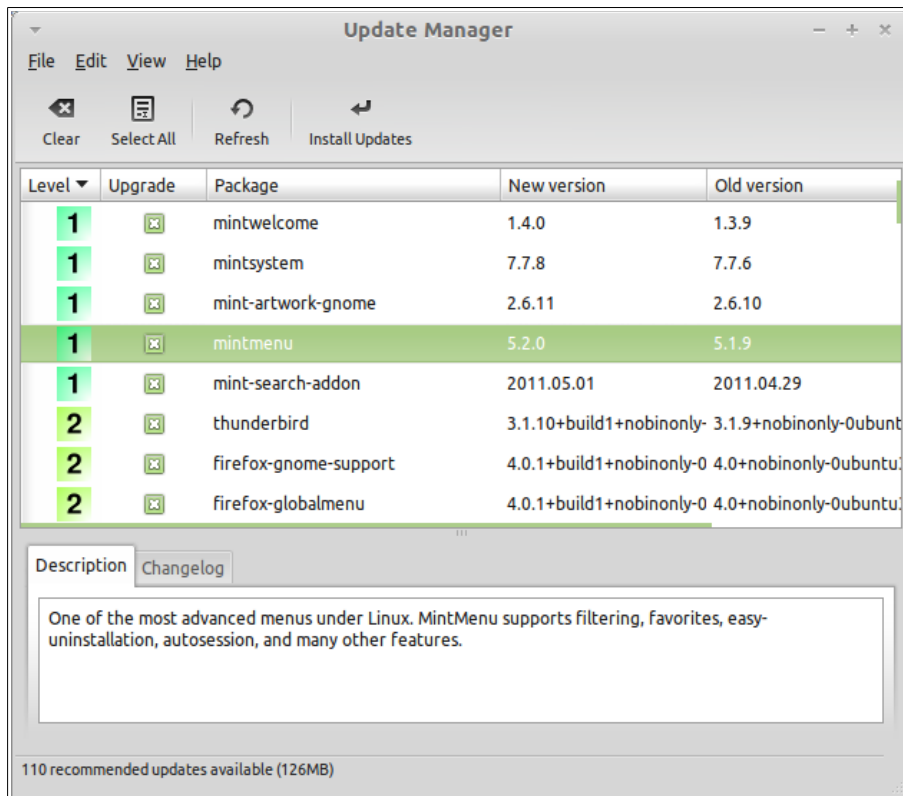 Update Manager
File Edit View Help
Clear Select All Refresh Install Updates
Level Upgrade Package New version Old version
1 mintwelcome 1.4.0 1.3.9
1 mintsystem 7.7.8 7.7.6
1 mint-artwork-gnome 2.6.11 2.6.10
1 mintmenu 5.2.0 5.1.9
1 mint-search-addon 2011.05.01 2011.04.29
2 thunderbird 3.1.10+build1+nobinonly- 3.1.9+nobinonly-0ubunt
2 firefox-gnome-support 4.0.1+build1+nobinonly-0 4.0+nobinonly-0ubuntu
2 firefox-globalmenu 4.0.1+build1+nobinonly-0 4.0+nobinonly-0ubuntu
Description Changelog
One of the most advanced menus under Linux. MintMenu supports filtering, favorites, easy-
uninstallation, autosession, and many other features.
110 recommended updates available (126MB)